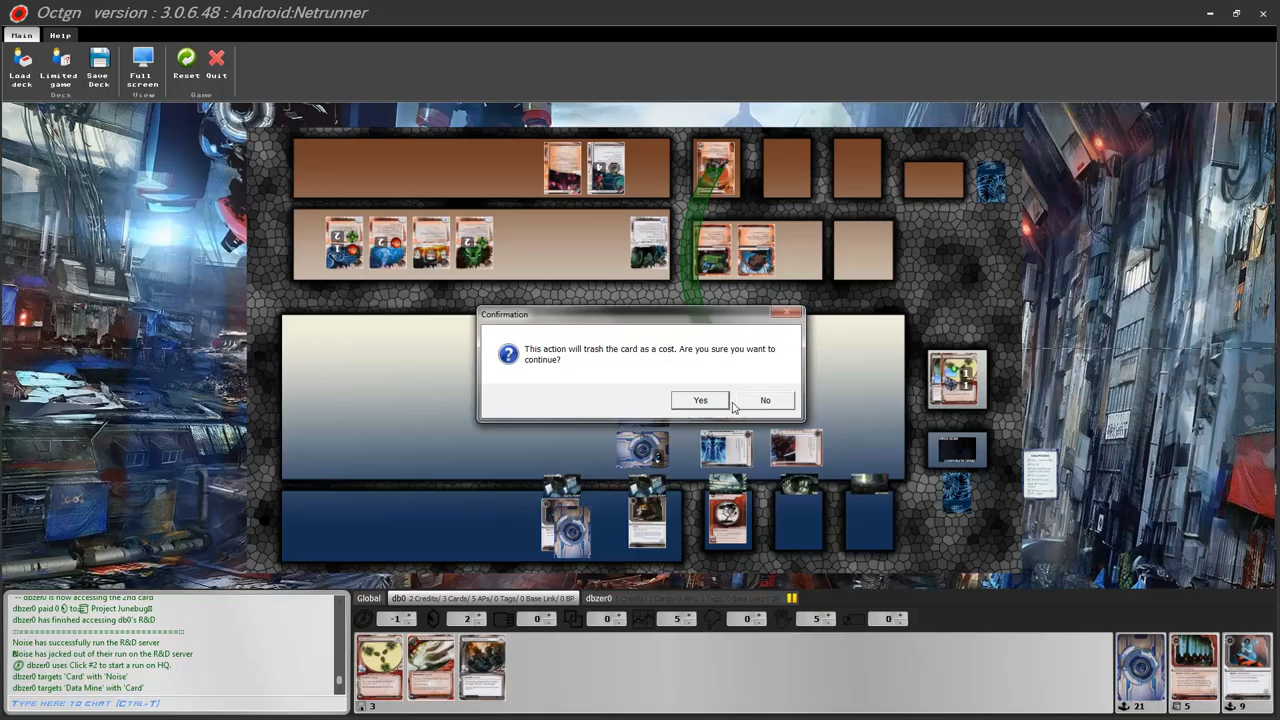 Octgn version : 3.0.6.48 : Android:Netrunner
Main Help
Load deck
Limited game
Save Deck
Full screen
Reset
Quit
Deck
View
Game
Confirmation
This action will trash the card as a cost. Are you sure you want to
continue?
Yes
No
-- dbzer0 is now accessing the 2nd card
dbzer0 has finished accessing db0's R&D
Noise has successfully run the R&D server
Noise has jacked out of their run on the R&D server
dbzer0 uses Click #2 to start a run on HQ.
dbzer0 targets 'Card' with 'Noise'
dbzer0 targets 'Data Mine' with 'Card'
Type here to chat (Ctrl+T)
Global
db0 2 Credits/ 3 Cards/ 5 APs/ 0 Tags/ 0 Base Link/ 0 BP
dbzer0
-1 2 0 0 5 0 5 0
3
21
5
9